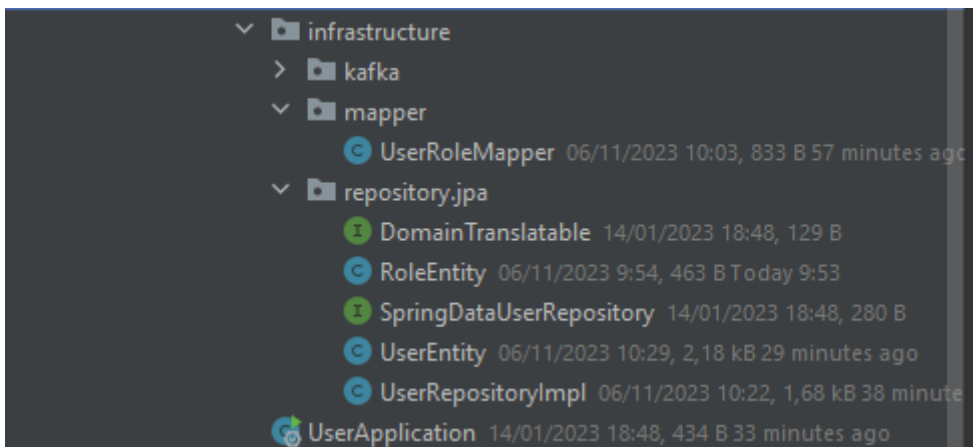 infrastructure
kafka
mapper
UserRoleMapper 06/11/2023 10:03, 833 B 57 minutes ago
repository.jpa
DomainTranslatable 14/01/2023 18:48, 129 B
RoleEntity 06/11/2023 9:54, 463 B Today 9:53
SpringDataUserRepository 14/01/2023 18:48, 280 B
UserEntity 06/11/2023 10:29, 2,18 kB 29 minutes ago
UserRepositoryImpl 06/11/2023 10:22, 1,68 kB 38 minute
UserApplication 14/01/2023 18:48, 434 B 33 minutes ago